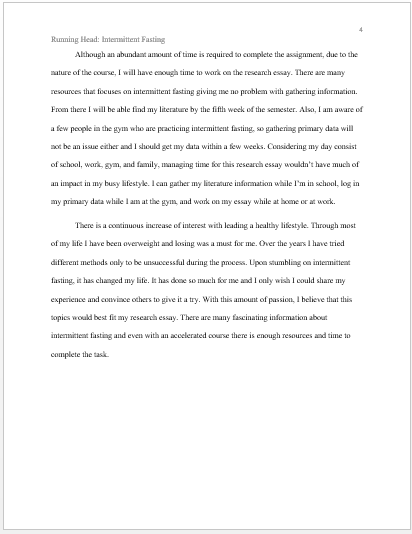 4
Running Head: Intermittent Fasting
Although an abundant amount of time is required to complete the assignment, due to the
nature of the course, I will have enough time to work on the research essay. There are many
resources that focuses on intermittent fasting giving me no problem with gathering information.
From there I will be able find my literature by the fifth week of the semester. Also, I am aware of
a few people in the gym who are practicing intermittent fasting, so gathering primary data will
not be an issue either and I should get my data within a few weeks. Considering my day consist
of school, work, gym, and family, managing time for this research essay wouldn't have much of
an impact in my busy lifestyle. I can gather my literature information while I'm in school, log in
my primary data while I am at the gym, and work on my essay while at home or at work.
There is a continuous increase of interest with leading a healthy lifestyle. Through most
of my life I have been overweight and losing was a must for me. Over the years I have tried
different methods only to be unsuccessful during the process. Upon stumbling on intermittent
fasting, it has changed my life. It has done so much for me and I only wish I could share my
experience and convince others to give it a try. With this amount of passion, I believe that this
topics would best fit my research essay. There are many fascinating information about
intermittent fasting and even with an accelerated course there is enough resources and time to
complete the task.